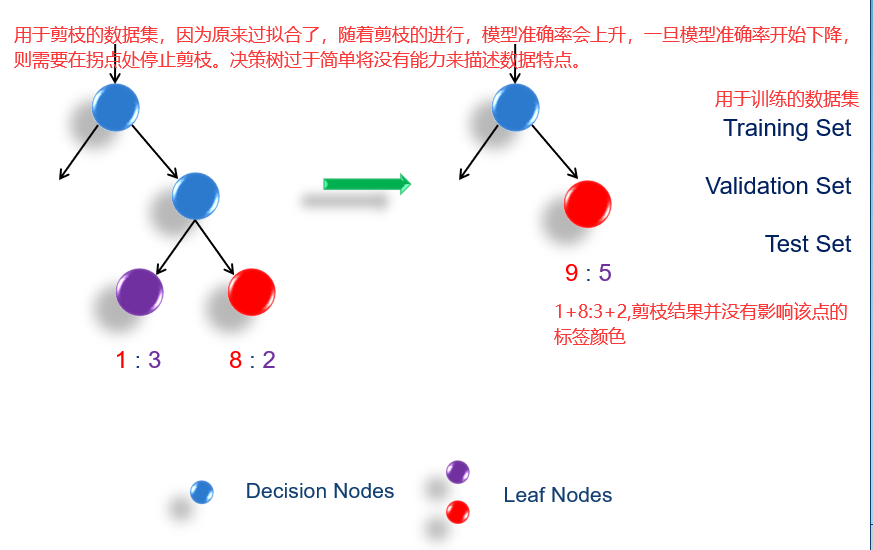 用于剪枝的数据集，因为原来过拟合了，随着剪枝的进行，模型准确率会上升，一旦模型准确率开始下降，
则需要在拐点处停止剪枝。决策树过于简单将没有能力来描述数据特点。
用于训练的数据集
Training Set
Validation Set
Test Set
9 : 5
1+8:3+2,剪枝结果并没有影响该点的
标签颜色
1 : 3
8 : 2
Decision Nodes
Leaf Nodes